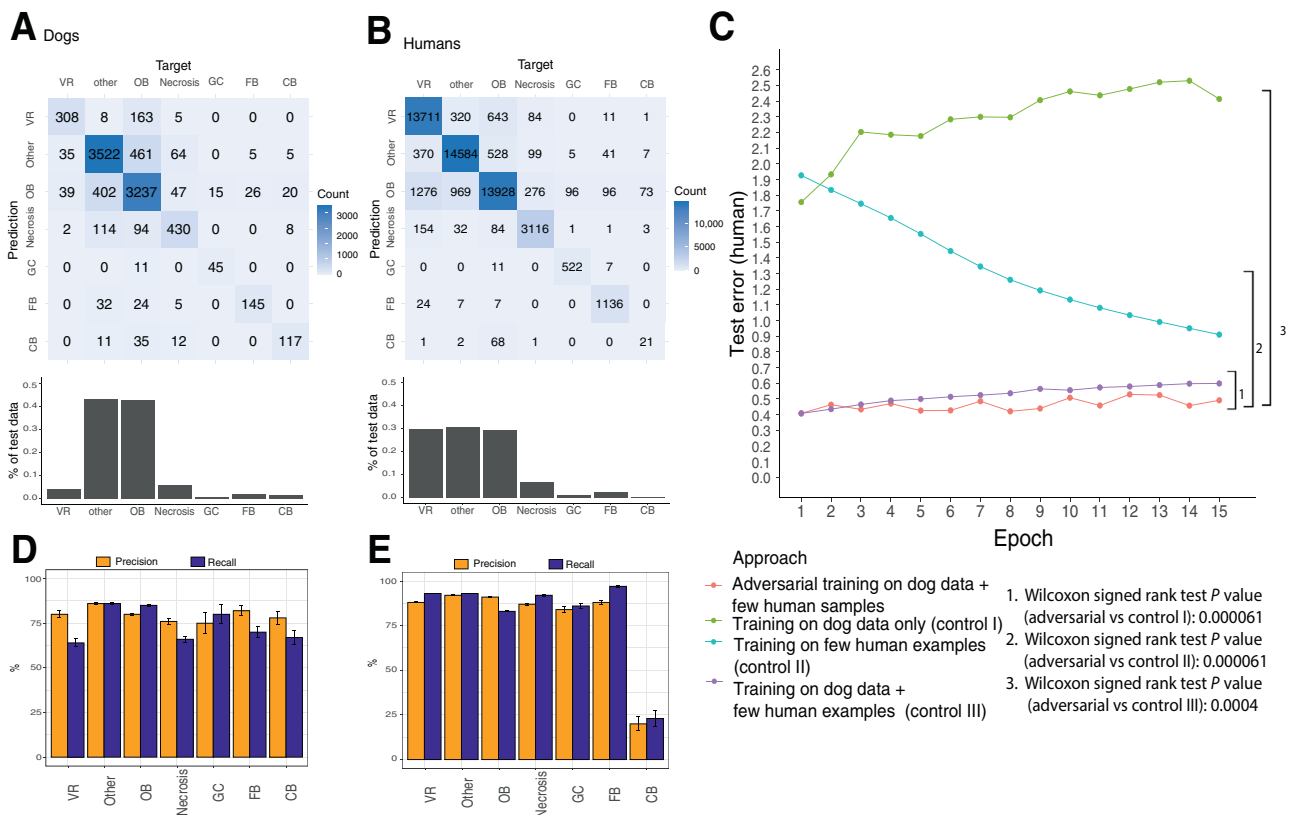 A Dogs
Target
VR other OB Necrosis GC FB CB
Prediction
VR 308 8 163 5 0 0 0
Other 35 3522 461 64 0 5 5
OB 39 402 3237 47 15 26 20
Necrosis 2 114 94 430 0 0 8
GC 0 0 11 0 45 0 0
FB 0 32 24 5 0 145 0
CB 0 11 35 12 0 0 117
Count
3000
2000
1000
0
% of test data
0.5
0.4
0.3
0.2
0.1
0.0
VR other OB Necrosis GC FB CB
B Humans
Target
VR other OB Necrosis GC FB CB
Prediction
VR 13711 320 643 84 0 11 1
Other 370 14584 528 99 5 41 7
OB 1276 969 13928 276 96 96 73
Necrosis 154 32 84 3116 1 1 3
GC 0 0 11 0 522 7 0
FB 24 7 7 0 0 1136 0
CB 1 2 68 1 0 0 21
Count
10,000
5000
0
% of test data
0.5
0.4
0.3
0.2
0.1
0.0
VR other OB Necrosis GC FB CB
C
Test error (human)
2.6
2.5
2.4
2.3
2.2
2.1
2.0
1.9
1.8
1.7
1.6
1.5
1.4
1.3
1.2
1.1
1.0
0.9
0.8
0.7
0.6
0.5
0.4
0.3
0.2
0.1
0.0
1 2 3 4 5 6 7 8 9 10 11 12 13 14 15
Epoch
1
2
3
Approach
Adversarial training on dog data +
few human samples
Training on dog data only (control I)
Training on few human examples
(control II)
Training on dog data +
few human examples (control III)
1. Wilcoxon signed rank test P value
(adversarial vs control I): 0.000061
2. Wilcoxon signed rank test P value
(adversarial vs control II): 0.000061
3. Wilcoxon signed rank test P value
(adversarial vs control III): 0.0004
D
Precision Recall
%
100
75
50
25
0
VR Other OB Necrosis GC FB CB
E
Precision Recall
%
100
75
50
25
0
VR Other OB Necrosis GC FB CB